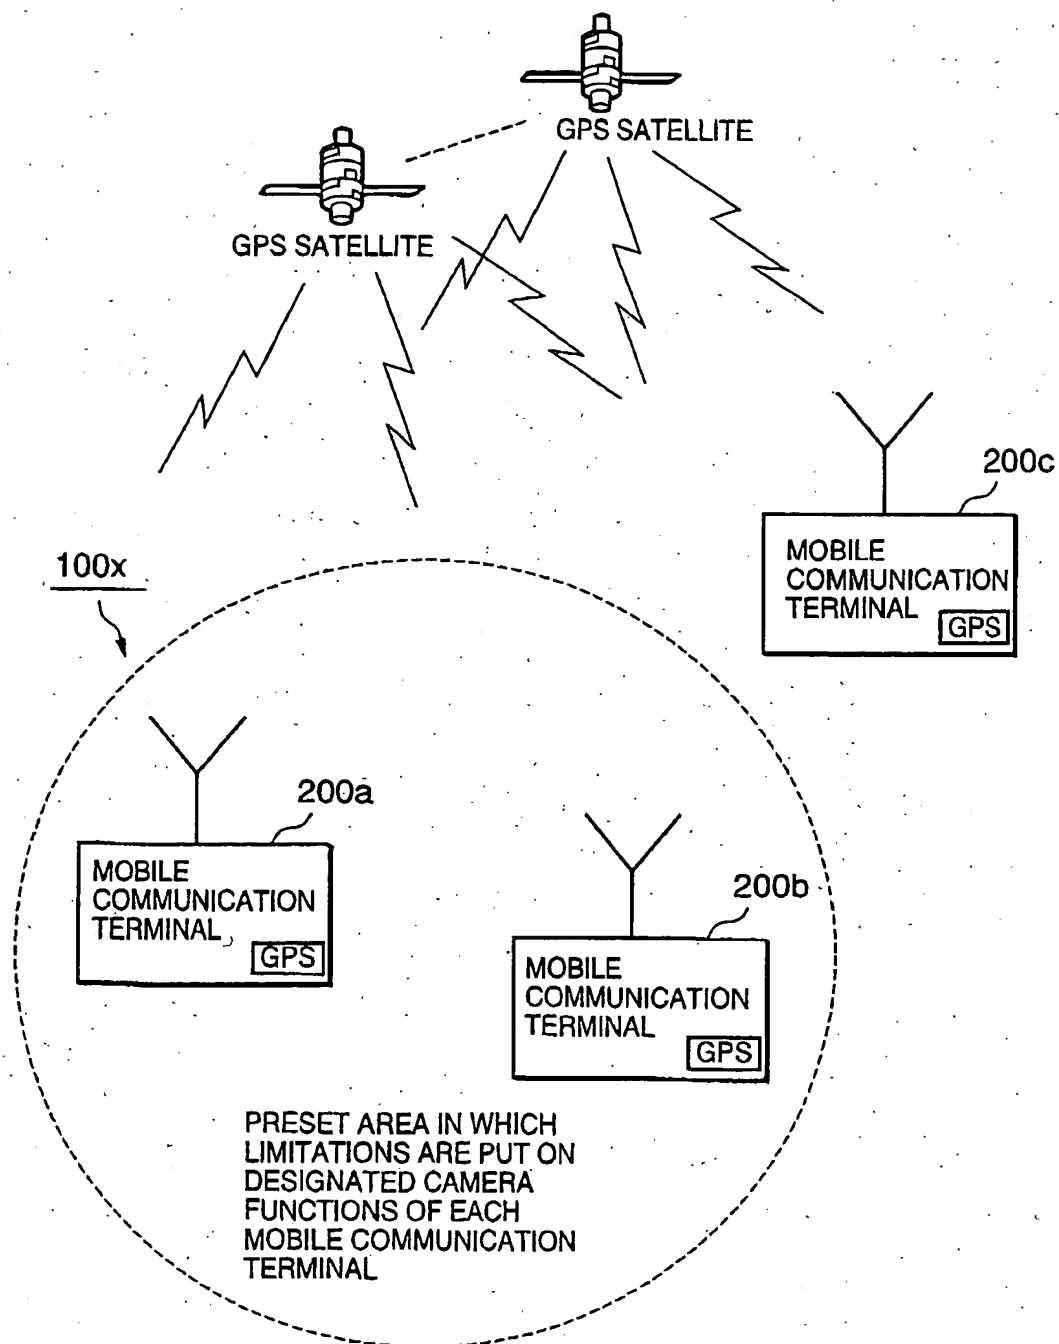 GPS SATELLITE
GPS SATELLITE
200c
MOBILE
COMMUNICATION
TERMINAL
GPS
100x
200a
MOBILE
COMMUNICATION
TERMINAL
GPS
200b
MOBILE
COMMUNICATION
TERMINAL
GPS
PRESET AREA IN WHICH
LIMITATIONS ARE PUT ON
DESIGNATED CAMERA
FUNCTIONS OF EACH
MOBILE COMMUNICATION
TERMINAL